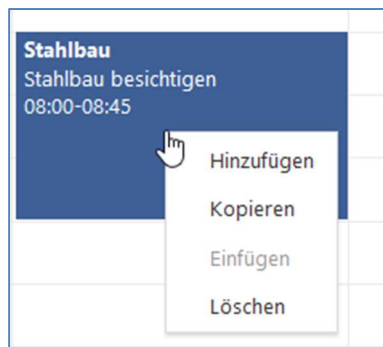 Stahlbau
Stahlbau besichtigen
08:00-08:45
Hinzufügen
Kopieren
Einfügen
Löschen